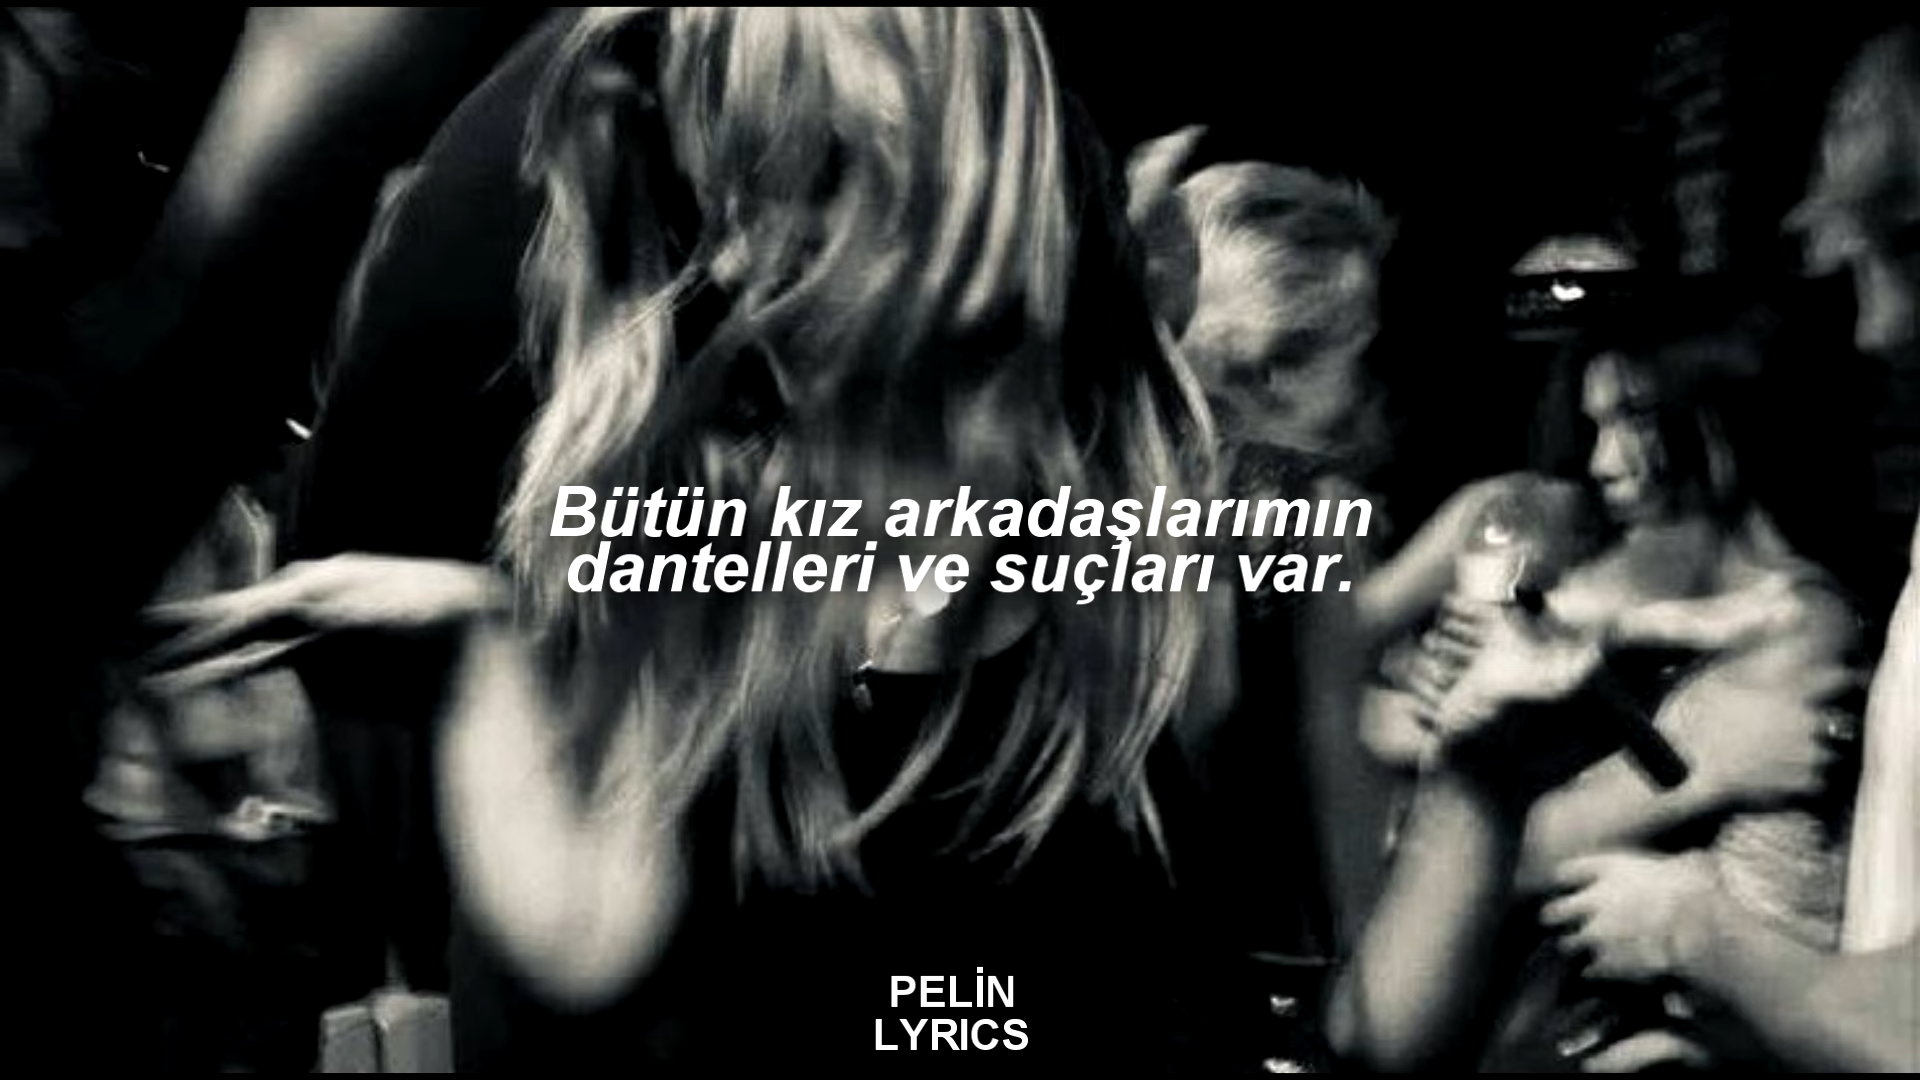 Bütün kız arkadaşlarımın
dantelleri ve suçları var.
PELİN
LYRICS